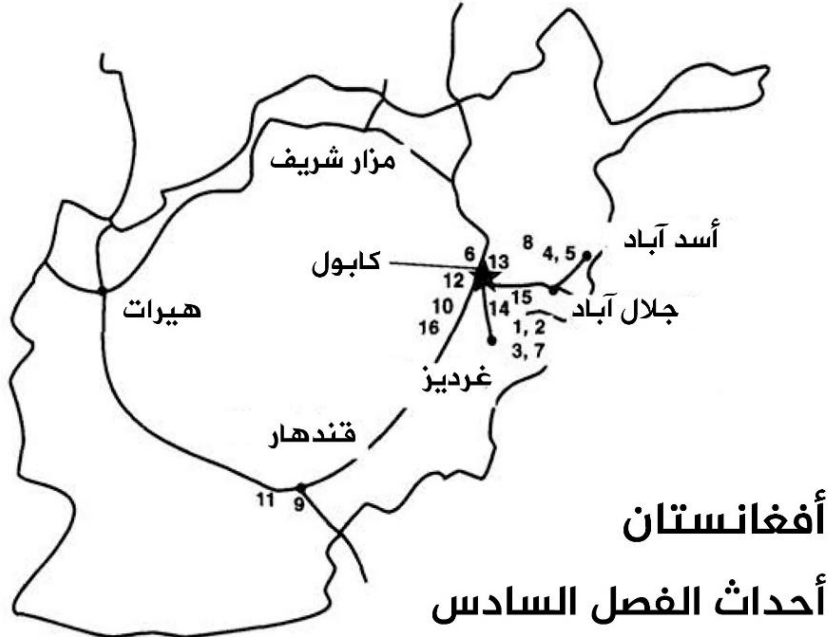 مزار شريف
أسد آباد
8
4, 5
كابول
6
13
12
15
جلال آباد
هيرات
10
14
16
1, 2
3, 7
غرديز
قندهار
11
9
أفغانستان
أحداث الفصل السادس